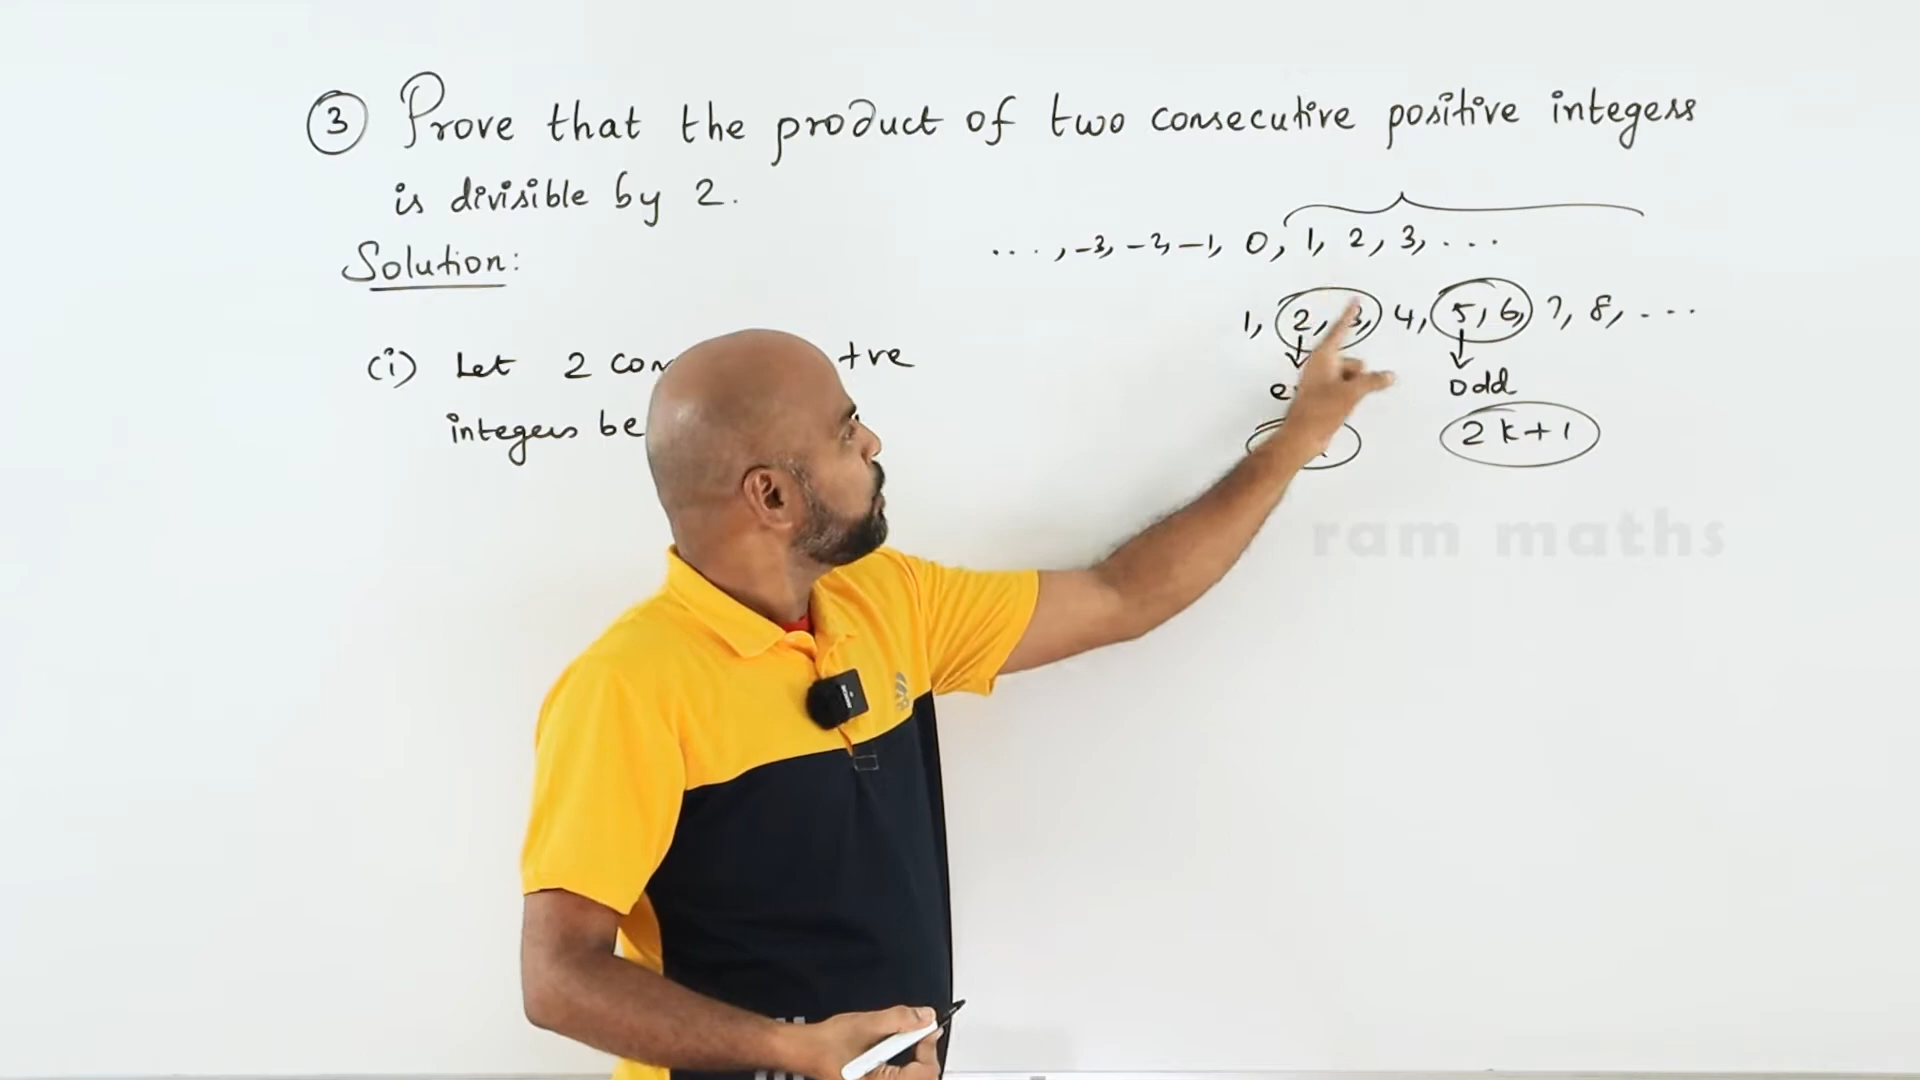 ③ Prove that the product of two consecutive positive integers
is divisible by 2.
Solution:
..., -3, -2, -1, 0, 1, 2, 3, ...
1, 2, 3, 4, 5, 6, 7, 8, ...
(i) Let 2 +ve
odd
integers be
2k+1
ram maths